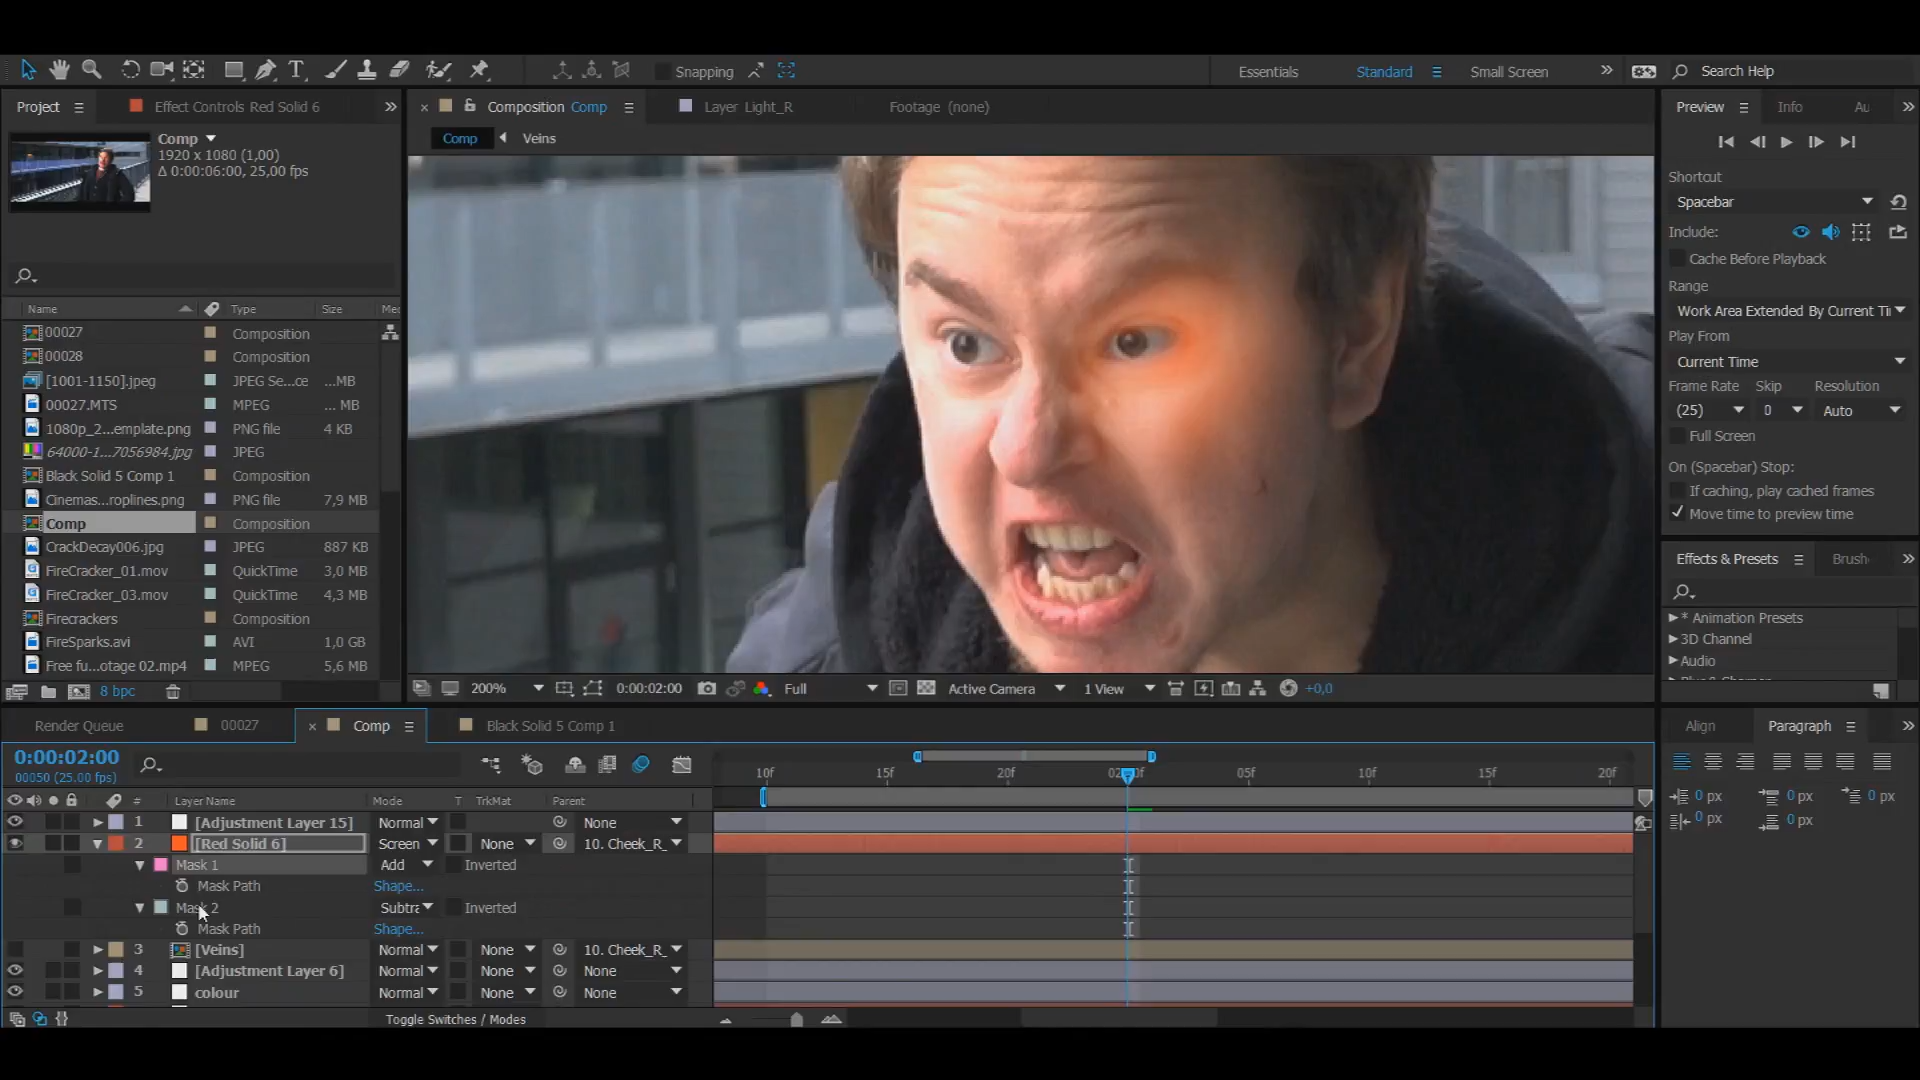 T
Snapping
Essentials
Standard
Small Screen
Search Help
Project
Effect Controls Red Solid 6
Composition Comp
Layer Light_R
Footage (none)
Preview
Info
Au
Comp
1920 x 1080 (1,00)
Δ 0:00:06:00, 25,00 fps
Comp
Veins
Shortcut
Spacebar
Include:
Cache Before Playback
Range
Work Area Extended By Current Ti
Play From
Current Time
Frame Rate
Skip
Resolution
(25)
0
Auto
Full Screen
On (Spacebar) Stop:
If caching, play cached frames
Move time to preview time
Name
Type
Size
Me
00027
Composition
00028
Composition
[1001-1150].jpeg
JPEG Se...ce
...MB
00027.MTS
MPEG
... MB
1080p_2...emplate.png
PNG file
4 KB
64000-1...7056984.jpg
JPEG
Black Solid 5 Comp 1
Composition
Cinemas...roplines.png
PNG file
7,9 MB
Comp
Composition
CrackDecay006.jpg
JPEG
887 KB
FireCracker_01.mov
QuickTime
3,0 MB
FireCracker_03.mov
QuickTime
4,3 MB
Firecrackers
Composition
FireSparks.avi
AVI
1,0 GB
Free fu...otage 02.mp4
MPEG
5,6 MB
8 bpc
Effects & Presets
Brush
* Animation Presets
3D Channel
Audio
200%
0:00:02:00
Full
Active Camera
1 View
+0,0
Render Queue
00027
Comp
Black Solid 5 Comp 1
Align
Paragraph
0:00:02:00
00050 (25.00 fps)
10f
15f
20f
05f
10f
15f
20f
0 px
0 px
0 px
0 px
0 px
#
Layer Name
Mode
T
TrkMat
Parent
1
[Adjustment Layer 15]
Normal
None
2
[Red Solid 6]
Screen
None
10. Cheek_R_
Mask 1
Add
Inverted
Mask Path
Shape...
Mask 2
Subtra
Inverted
Mask Path
Shape...
3
[Veins]
Normal
None
10. Cheek_R_
4
[Adjustment Layer 6]
Normal
None
None
5
colour
Normal
None
None
Toggle Switches / Modes